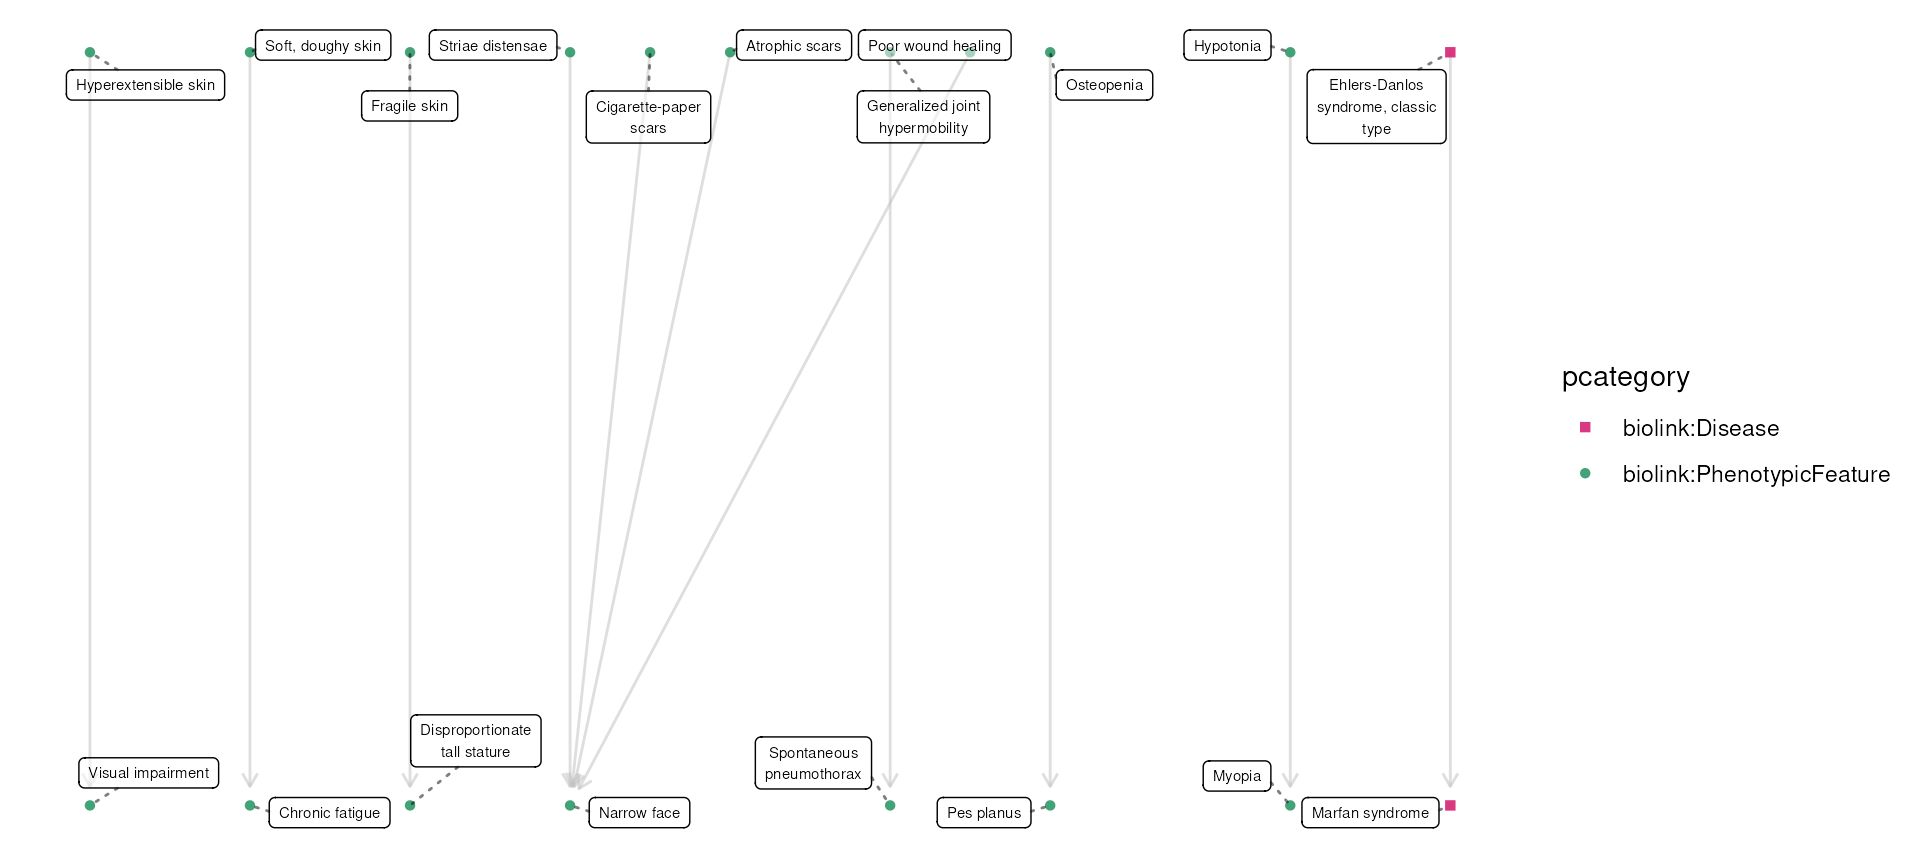 Soft, doughy skin
Striae distensae
Atrophic scars
Poor wound healing
Hypotonia
Hyperextensible skin
Fragile skin
Cigarette-paper
scars
Generalized joint
hypermobility
Osteopenia
Ehlers-Danlos
syndrome, classic
type
pcategory
biolink:Disease
biolink:PhenotypicFeature
Visual impairment
Disproportionate
tall stature
Spontaneous
pneumothorax
Myopia
Chronic fatigue
Narrow face
Pes planus
Marfan syndrome